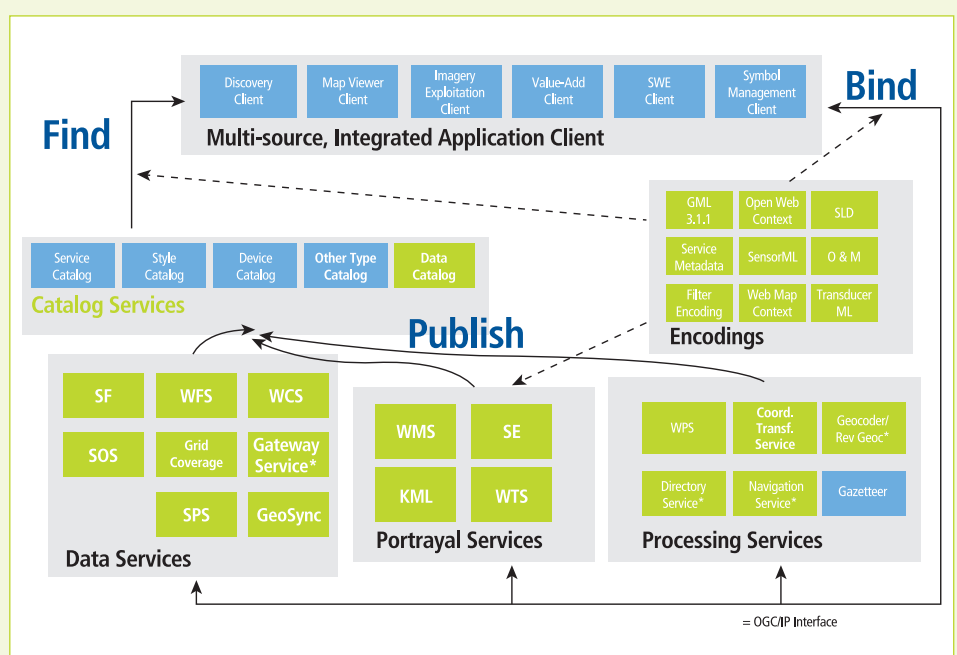 Discovery
Client
Map Viewer
Client
Imagery
Exploitation
Client
Value-Add
Client
SWE
Client
Symbol
Management
Client
Multi-source, Integrated Application Client
Bind
Find
GML
3.1.1
Open Web
Context
SLD
Service
Metadata
SensorML
O & M
Filter
Encoding
Web Map
Context
Transducer
ML
Encodings
Service
Catalog
Style
Catalog
Device
Catalog
Other Type
Catalog
Data
Catalog
Catalog Services
Publish
SF
WFS
WCS
SOS
Grid
Coverage
Gateway
Service*
SPS
GeoSync
Data Services
WMS
SE
KML
WTS
Portrayal Services
WPS
Coord.
Transf.
Service
Geocoder/
Rev Geoc*
Directory
Service*
Navigation
Service*
Gazetteer
Processing Services
= OGC/IP Interface